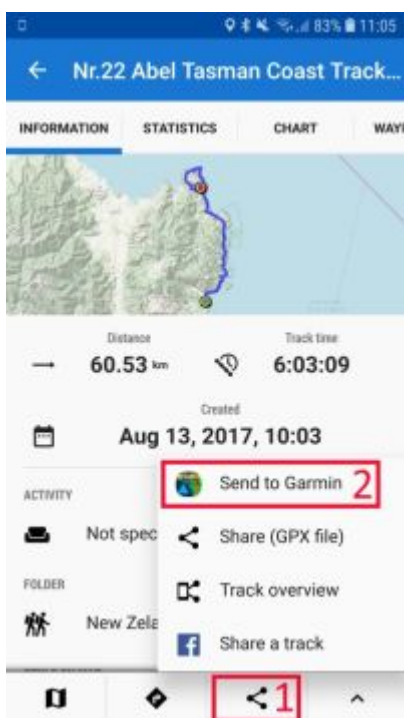 83% 11:05
Nr.22 Abel Tasman Coast Track...
INFORMATION STATISTICS CHART WAYI
Distance Track time
60.53 km 6:03:09
Created
Aug 13, 2017, 10:03
ACTIVITY
Send to Garmin 2
Not spec
Share (GPX file)
FOLDER
Track overview
New Zela
Share a track
1